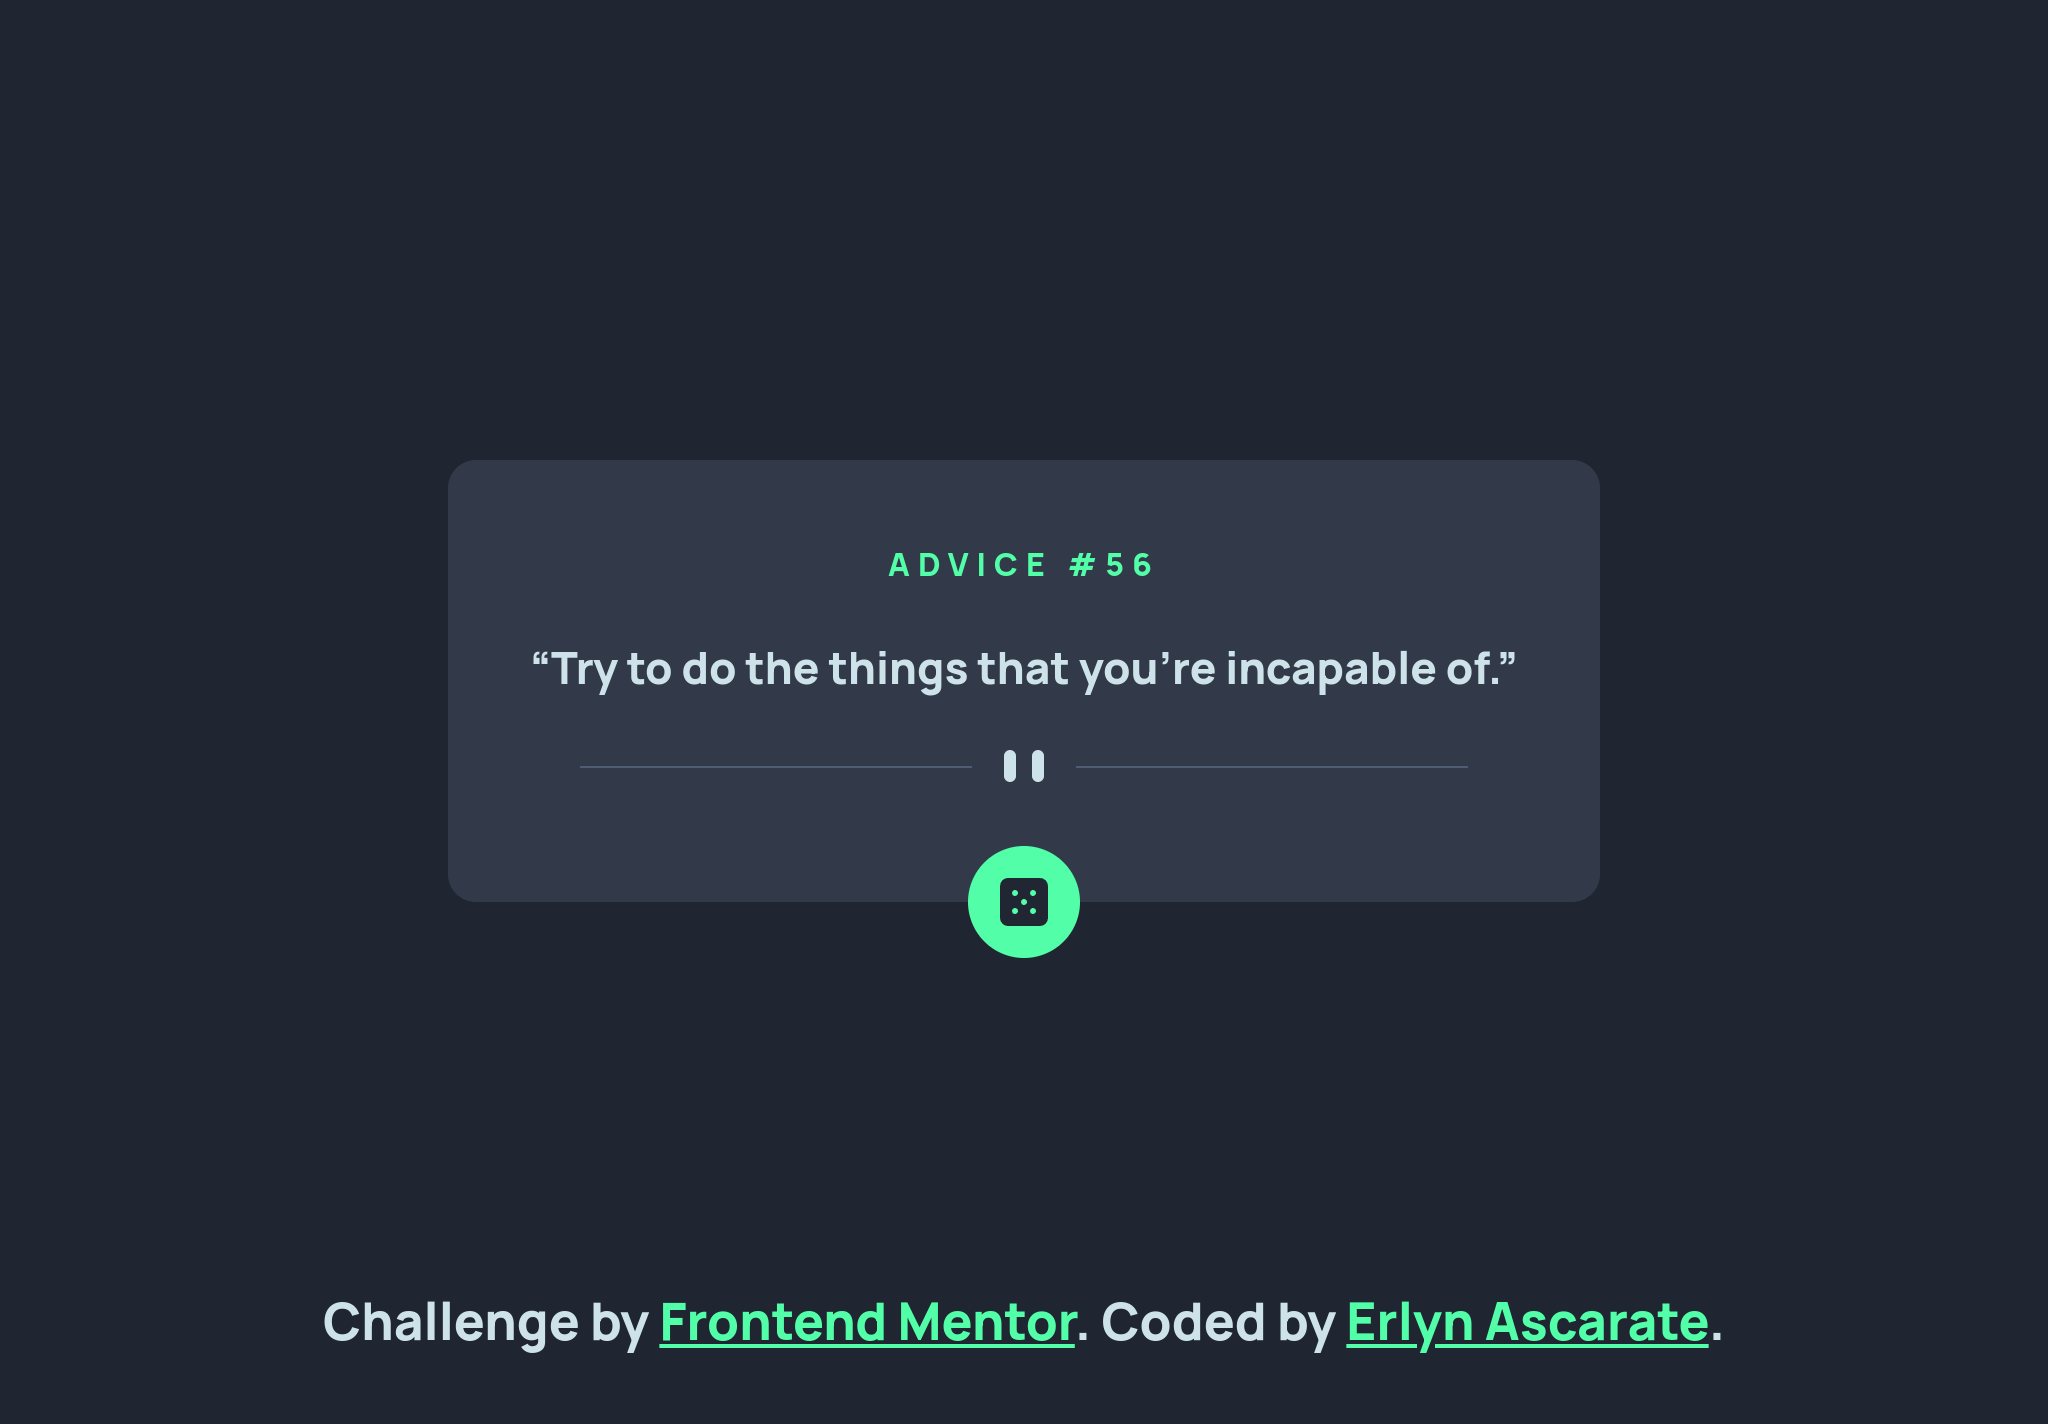 ADVICE #56
“Try to do the things that you’re incapable of.”
Challenge by Frontend Mentor. Coded by Erlyn Ascarate.